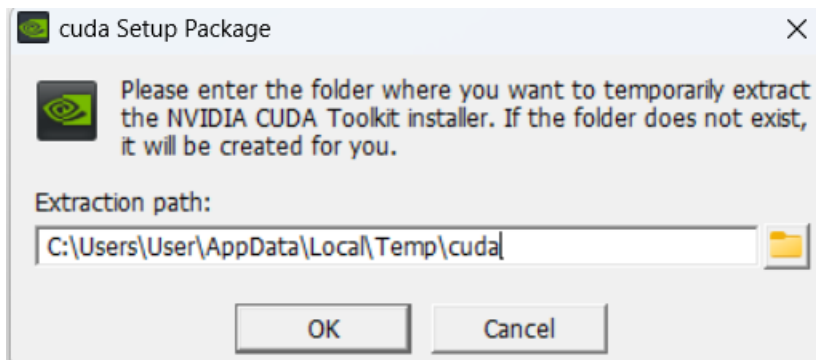 cuda Setup Package
Please enter the folder where you want to temporarily extract
the NVIDIA CUDA Toolkit installer. If the folder does not exist,
it will be created for you.
Extraction path:
C:\Users\User\AppData\Local\Temp\cuda
OK
Cancel